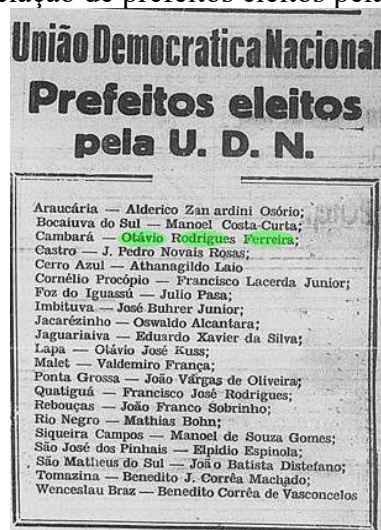 União Democratica Nacional
Prefeitos eleitos
pela U. D. N.
Araucária — Alderico Zanardini Osório;
Bocaiuva do Sul — Manoel Costa Curta;
Cambará — Otávio Rodrigues Ferreira;
Castro — J. Pedro Novais Rosas;
Cerro Azul — Athanagildo Laio
Cornélio Procópio — Francisco Lacerda Junior;
Foz do Iguassú — Julio Pasa;
Imbituva — José Buhrer Junior;
Jacarézinho — Oswaldo Alcantara;
Jaguariaiva — Eduardo Xavier da Silva;
Lapa — Otávio José Kuss;
Malet — Valdemiro França;
Ponta Grossa — João Vargas de Oliveira;
Quatiguá — Francisco José Rodrigues;
Rebouças — João Franco Sobrinho;
Rio Negro — Mathias Bohn;
Siqueira Campos — Manoel de Souza Gomes;
São José dos Pinhais — Elpidio Espinola;
São Matheus do Sul — João Batista Distefano;
Tomazina — Benedito J. Corrêa Machado;
Wenceslau Braz — Benedito Corrêa de Vasconcelos